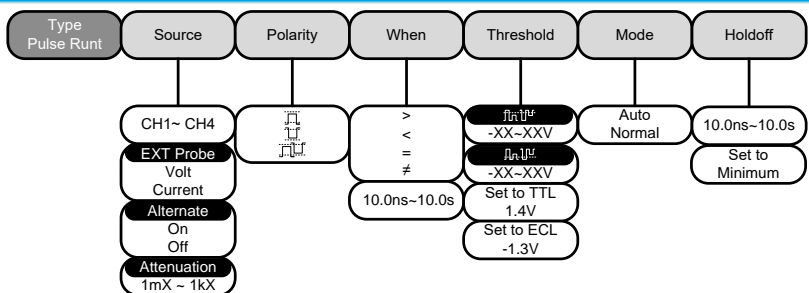 Type
Pulse Runt
Source
Polarity
When
Threshold
Mode
Holdoff
CH1~ CH4
EXT Probe
Volt
Current
Alternate
On
Off
Attenuation
1mX ~ 1kX
>
<
=
≠
10.0ns~10.0s
-XX~XXV
-XX~XXV
Set to TTL
1.4V
Set to ECL
-1.3V
Auto
Normal
10.0ns~10.0s
Set to
Minimum